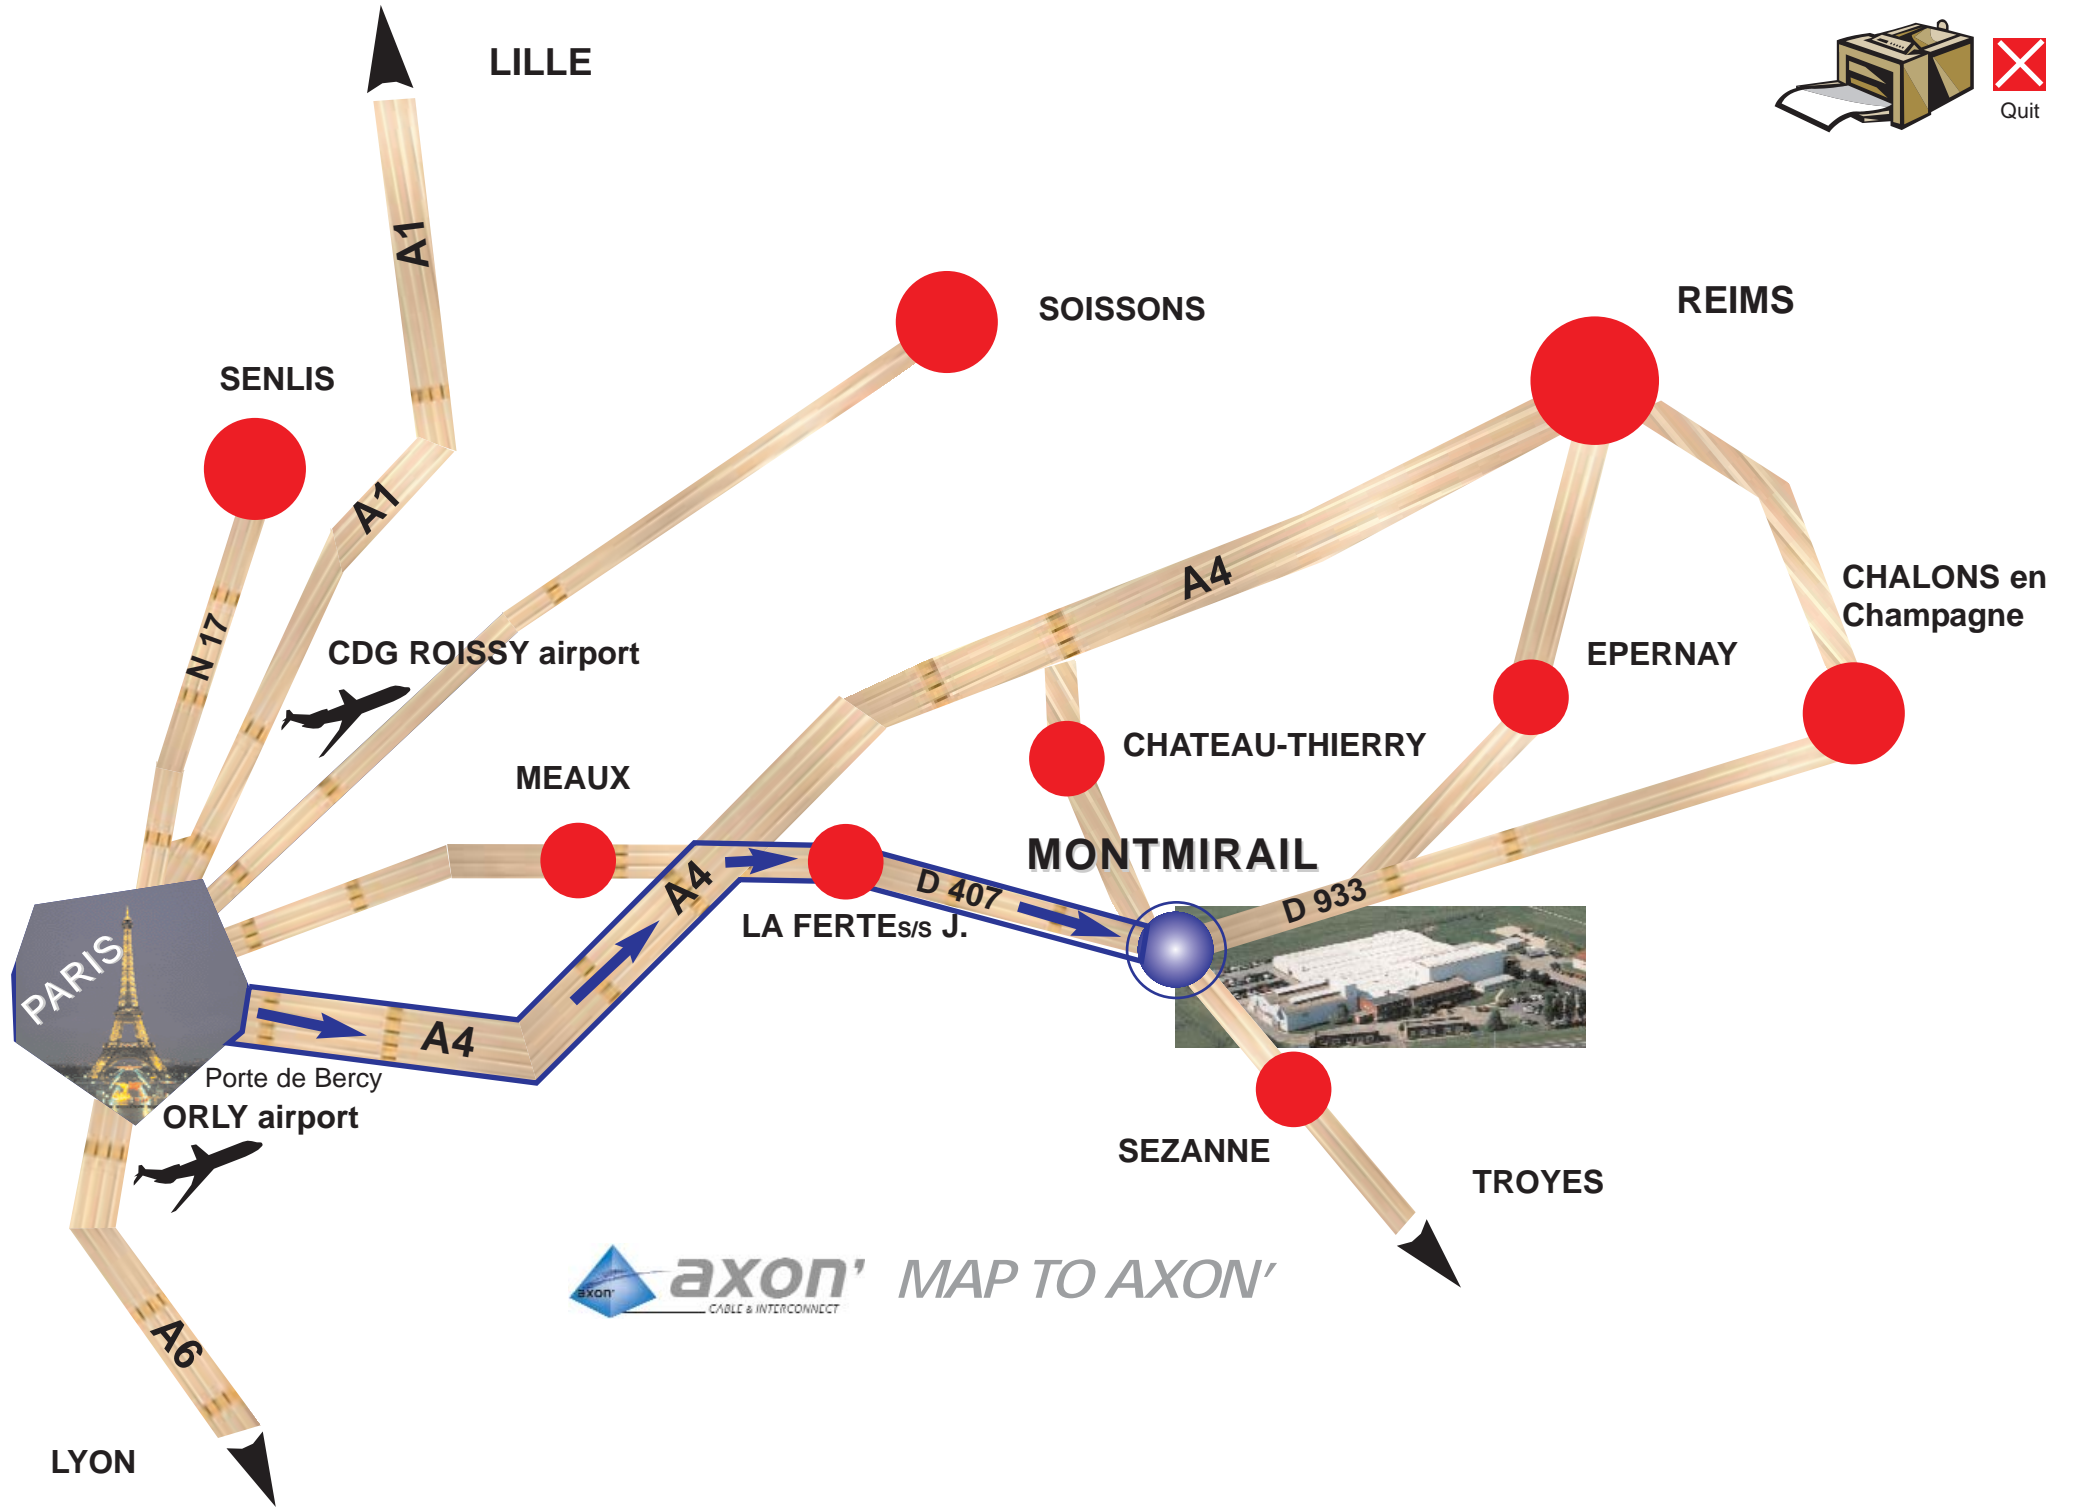 LILLE
Quit
A1
SOISSONS
REIMS
SENLIS
A1
A4
CHALONS en
Champagne
N 17
CDG ROISSY airport
EPERNAY
CHATEAU-THIERRY
MEAUX
MONTMIRAIL
A4
D 407
D 933
LA FERTES/S J.
PARIS
A4
Porte de Bercy
ORLY airport
SEZANNE
TROYES
axon'
axon'
CABLE & INTERCONNECT
MAP TO AXON'
A6
LYON